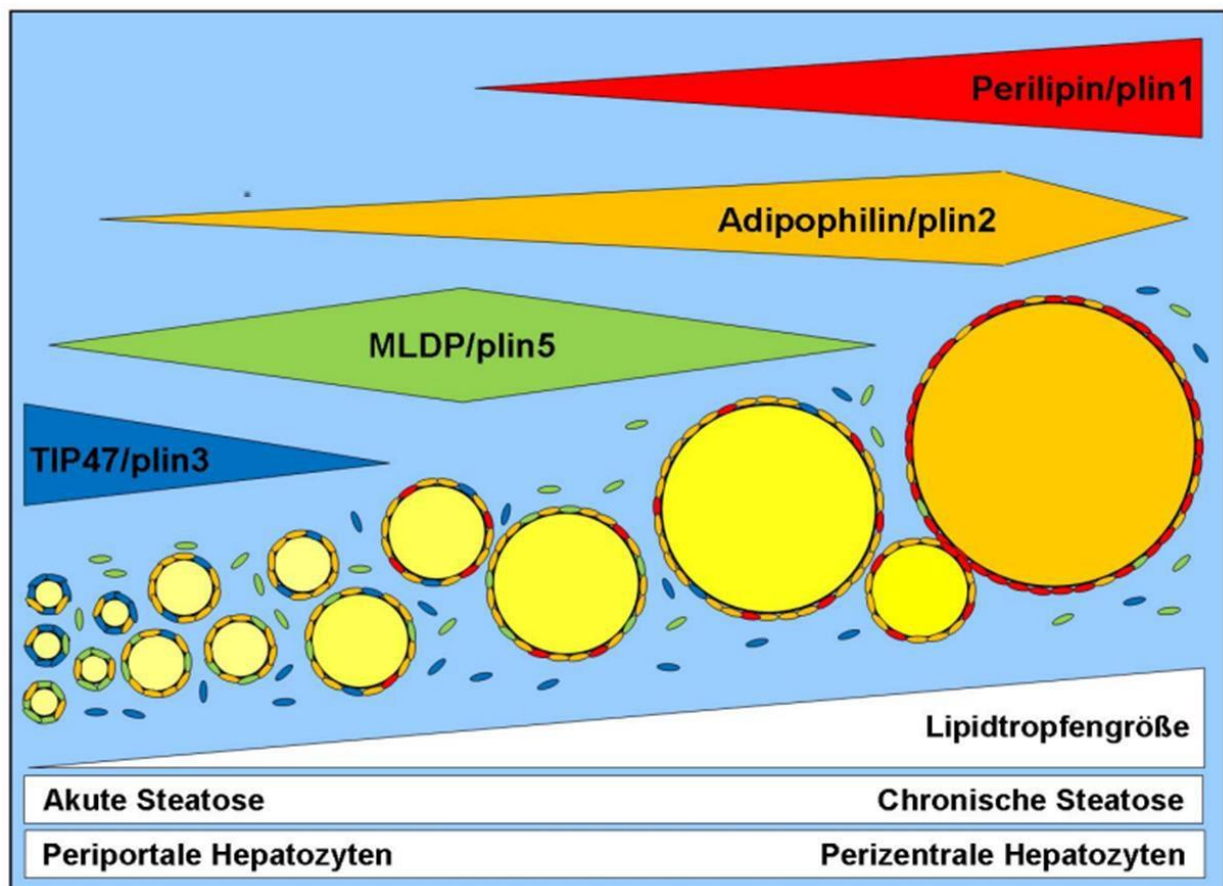 Perilipin/plin1
Adipophilin/plin2
MLDP/plin5
TIP47/plin3
Lipidtropfengröße
Akute Steatose Chronische Steatose
Periportale Hepatozyten Perizentrale Hepatozyten